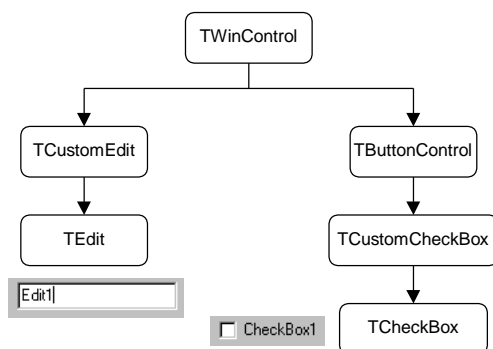 TWinControl
TCustomEdit
TButtonControl
TEdit
TCustomCheckBox
Edit1
CheckBox1
TCheckBox